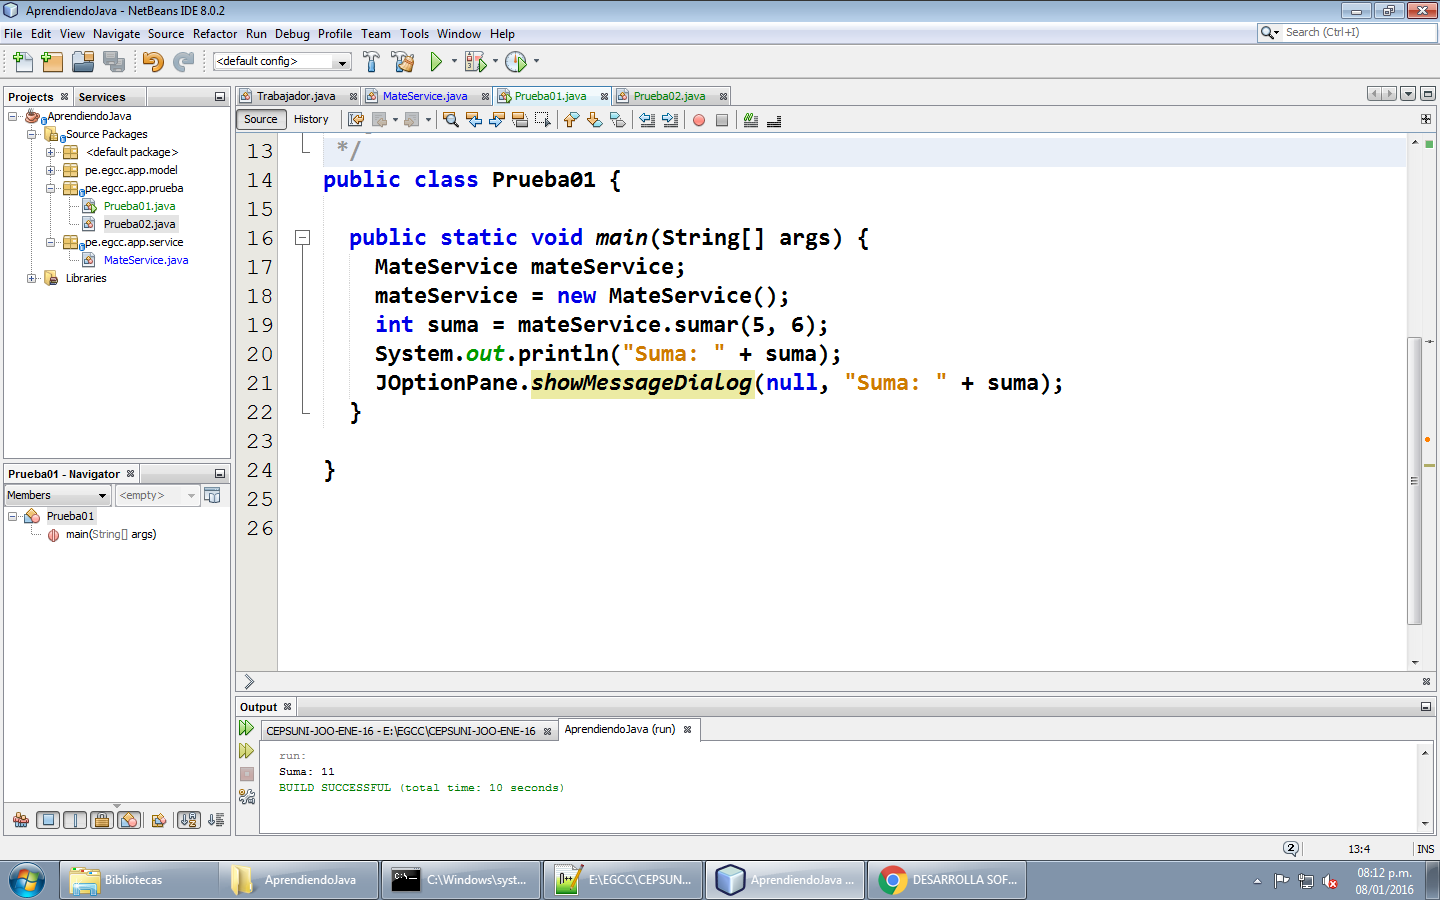 AprendiendoJava - NetBeans IDE 8.0.2
File Edit View Navigate Source Refactor Run Debug Profile Team Tools Window Help
Search (Ctrl+I)
<default config>
Projects Services
AprendiendoJava
Source Packages
<default package>
pe.egcc.app.model
pe.egcc.app.prueba
Prueba01.java
Prueba02.java
pe.egcc.app.service
MateService.java
Libraries
Prueba01 - Navigator
Members <empty>
Prueba01
main(String[] args)
Trabajador.java MateService.java Prueba01.java Prueba02.java
Source History
13 */
14 public class Prueba01 {
15
16 public static void main(String[] args) {
17 MateService mateService;
18 mateService = new MateService();
19 int suma = mateService.sumar(5, 6);
20 System.out.println("Suma: " + suma);
21 JOptionPane.showMessageDialog(null, "Suma: " + suma);
22 }
23
24 }
25
26
Output
CEPSUNI-JOO-ENE-16 - E:\EGCC\CEPSUNI-JOO-ENE-16 AprendiendoJava (run)
run:
Suma: 11
BUILD SUCCESSFUL (total time: 10 seconds)
2 13:4 INS
Bibliotecas AprendiendoJava C:\Windows\syst... E:\EGCC\CEPSUN... AprendiendoJava ... DESARROLLA SOF...
08:12 p.m.
08/01/2016